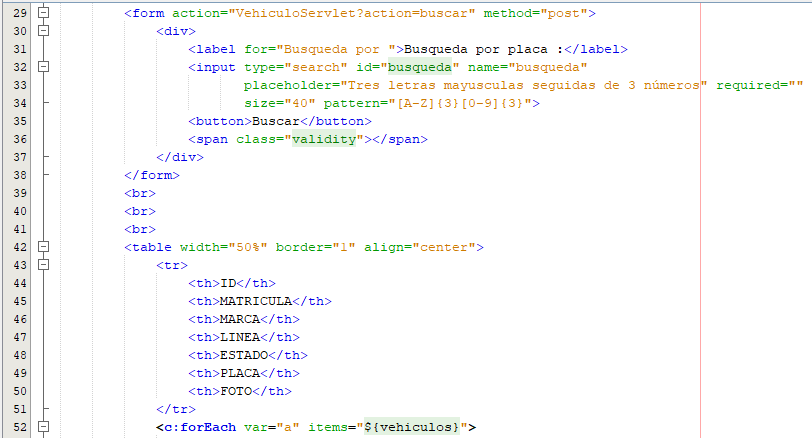 29 <form action="VehiculoServlet?action=buscar" method="post">
30 <div>
31 <label for="Busqueda por ">Busqueda por placa :</label>
32 <input type="search" id="busqueda" name="busqueda"
33 placeholder="Tres letras mayusculas seguidas de 3 números" required=""
34 size="40" pattern="[A-Z]{3}[0-9]{3}">
35 <button>Buscar</button>
36 <span class="validity"></span>
37 </div>
38 </form>
39 <br>
40 <br>
41 <br>
42 <table width="50%" border="1" align="center">
43 <tr>
44 <th>ID</th>
45 <th>MATRICULA</th>
46 <th>MARCA</th>
47 <th>LINEA</th>
48 <th>ESTADO</th>
49 <th>PLACA</th>
50 <th>FOTO</th>
51 </tr>
52 <c:forEach var="a" items="${vehiculos}">